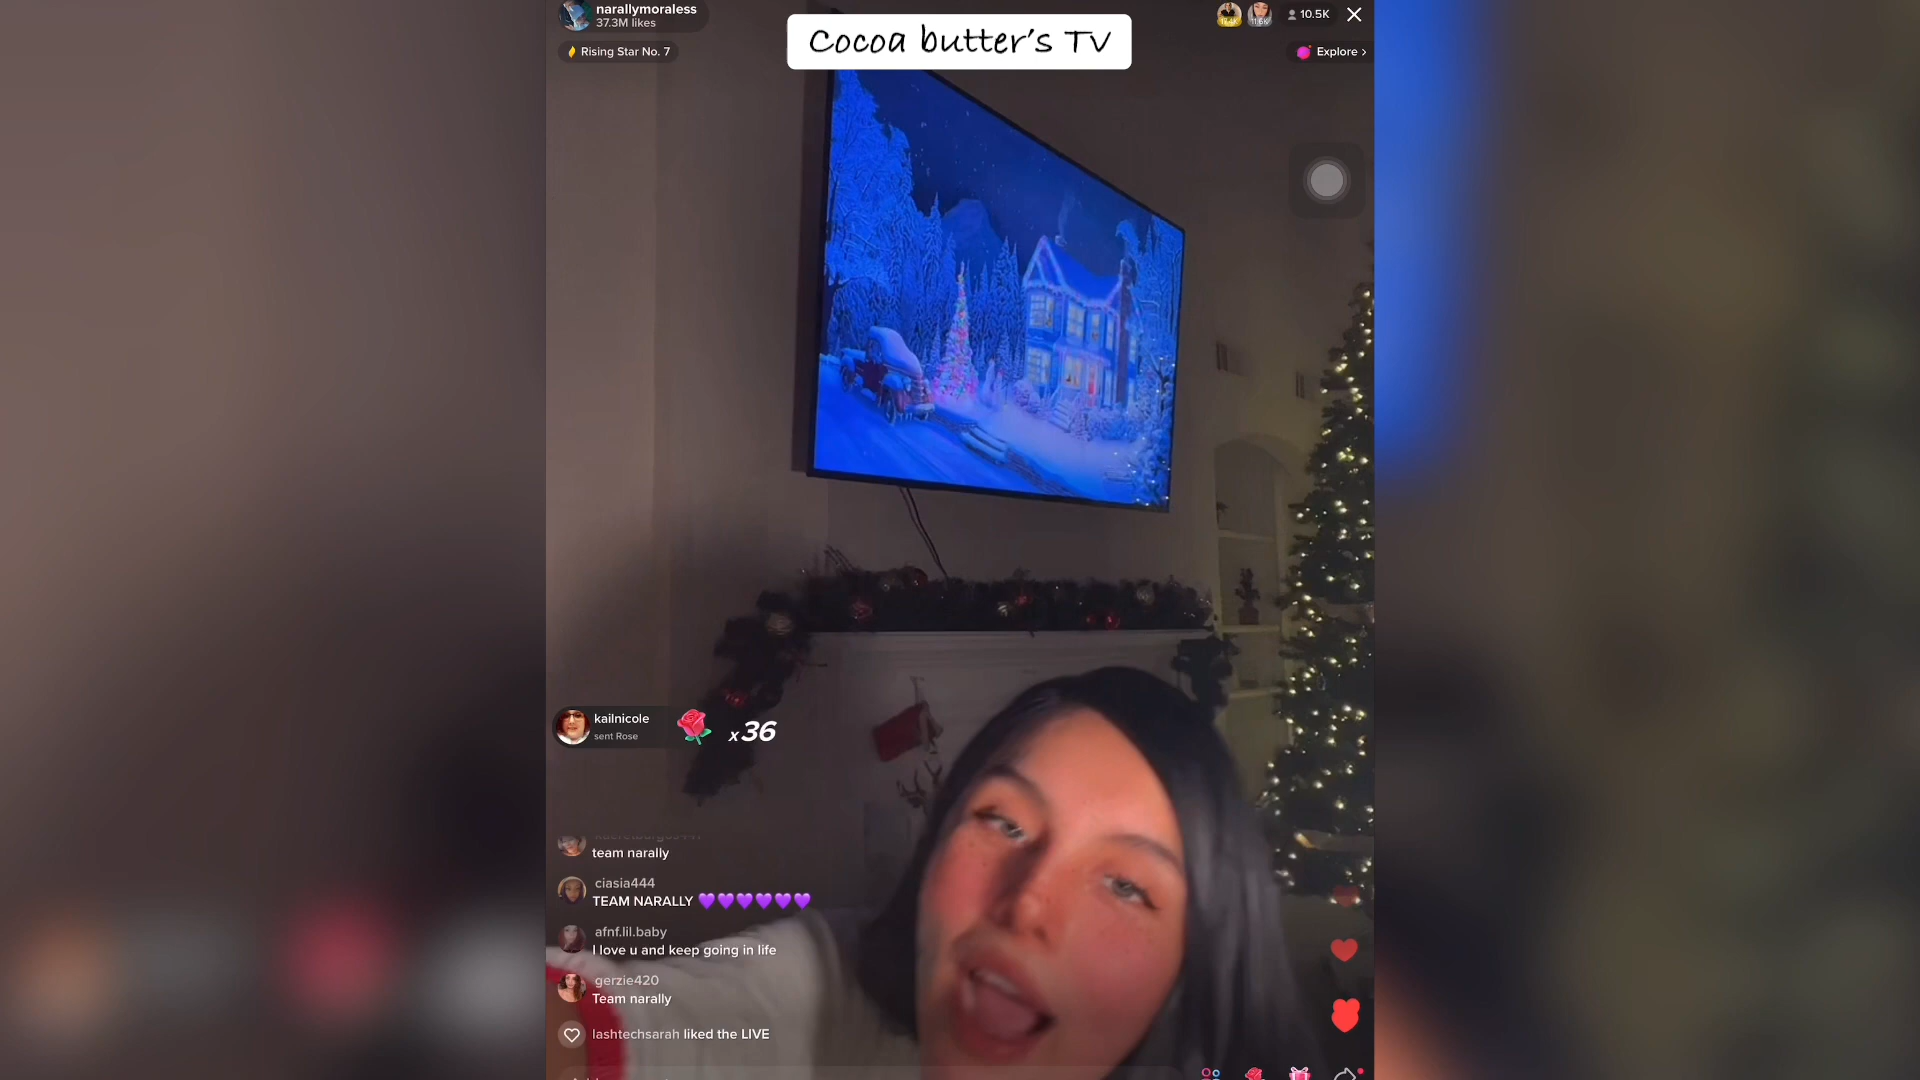 narallymoraless
37.3M likes
10.5K
Cocoa butter's TV
Rising Star No. 7
Explore ›
kailnicole
sent Rose
x36
team narally
ciasia444
TEAM NARALLY 💜💜💜💜💜💜
afnf.lil.baby
I love u and keep going in life
gerzie420
Team narally
lashtechsarah liked the LIVE